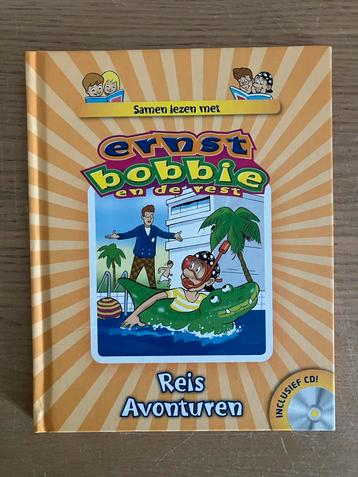 Samen lezen met
ernst
bobbie
en de rest
Reis
Avonturen
INCLUSIEF CD!